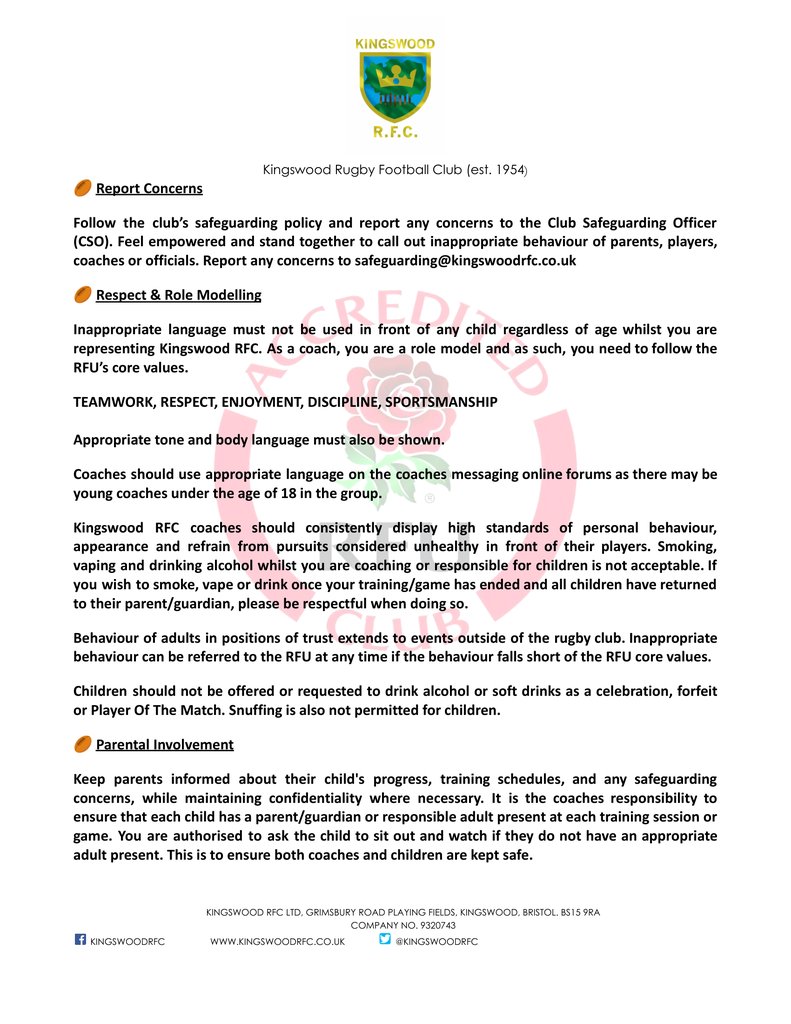 KINGSWOOD
R.F.C.
Kingswood Rugby Football Club (est. 1954)
Report Concerns
Follow the club's safeguarding policy and report any concerns to the Club Safeguarding Officer
(CSO). Feel empowered and stand together to call out inappropriate behaviour of parents, players,
coaches or officials. Report any concerns to safeguarding@kingswoodrfc.co.uk
Respect & Role Modelling
Inappropriate language must not be used in front of any child regardless of age whilst you are
representing Kingswood RFC. As a coach, you are a role model and as such, you need to follow the
RFU's core values.
TEAMWORK, RESPECT, ENJOYMENT, DISCIPLINE, SPORTSMANSHIP
Appropriate tone and body language must also be shown.
Coaches should use appropriate language on the coaches messaging online forums as there may be
young coaches under the age of 18 in the group.
Kingswood RFC coaches should consistently display high standards of personal behaviour,
appearance and refrain from pursuits considered unhealthy in front of their players. Smoking,
vaping and drinking alcohol whilst you are coaching or responsible for children is not acceptable. If
you wish to smoke, vape or drink once your training/game has ended and all children have returned
to their parent/guardian, please be respectful when doing so.
Behaviour of adults in positions of trust extends to events outside of the rugby club. Inappropriate
behaviour can be referred to the RFU at any time if the behaviour falls short of the RFU core values.
Children should not be offered or requested to drink alcohol or soft drinks as a celebration, forfeit
or Player Of The Match. Snuffing is also not permitted for children.
Parental Involvement
Keep parents informed about their child's progress, training schedules, and any safeguarding
concerns, while maintaining confidentiality where necessary. It is the coaches responsibility to
ensure that each child has a parent/guardian or responsible adult present at each training session or
game. You are authorised to ask the child to sit out and watch if they do not have an appropriate
adult present. This is to ensure both coaches and children are kept safe.
ACCREDITED
®
RFU
CLUB
KINGSWOOD RFC LTD, GRIMSBURY ROAD PLAYING FIELDS, KINGSWOOD, BRISTOL. BS15 9RA
COMPANY NO. 9320743
KINGSWOODRFC WWW.KINGSWOODRFC.CO.UK @KINGSWOODRFC